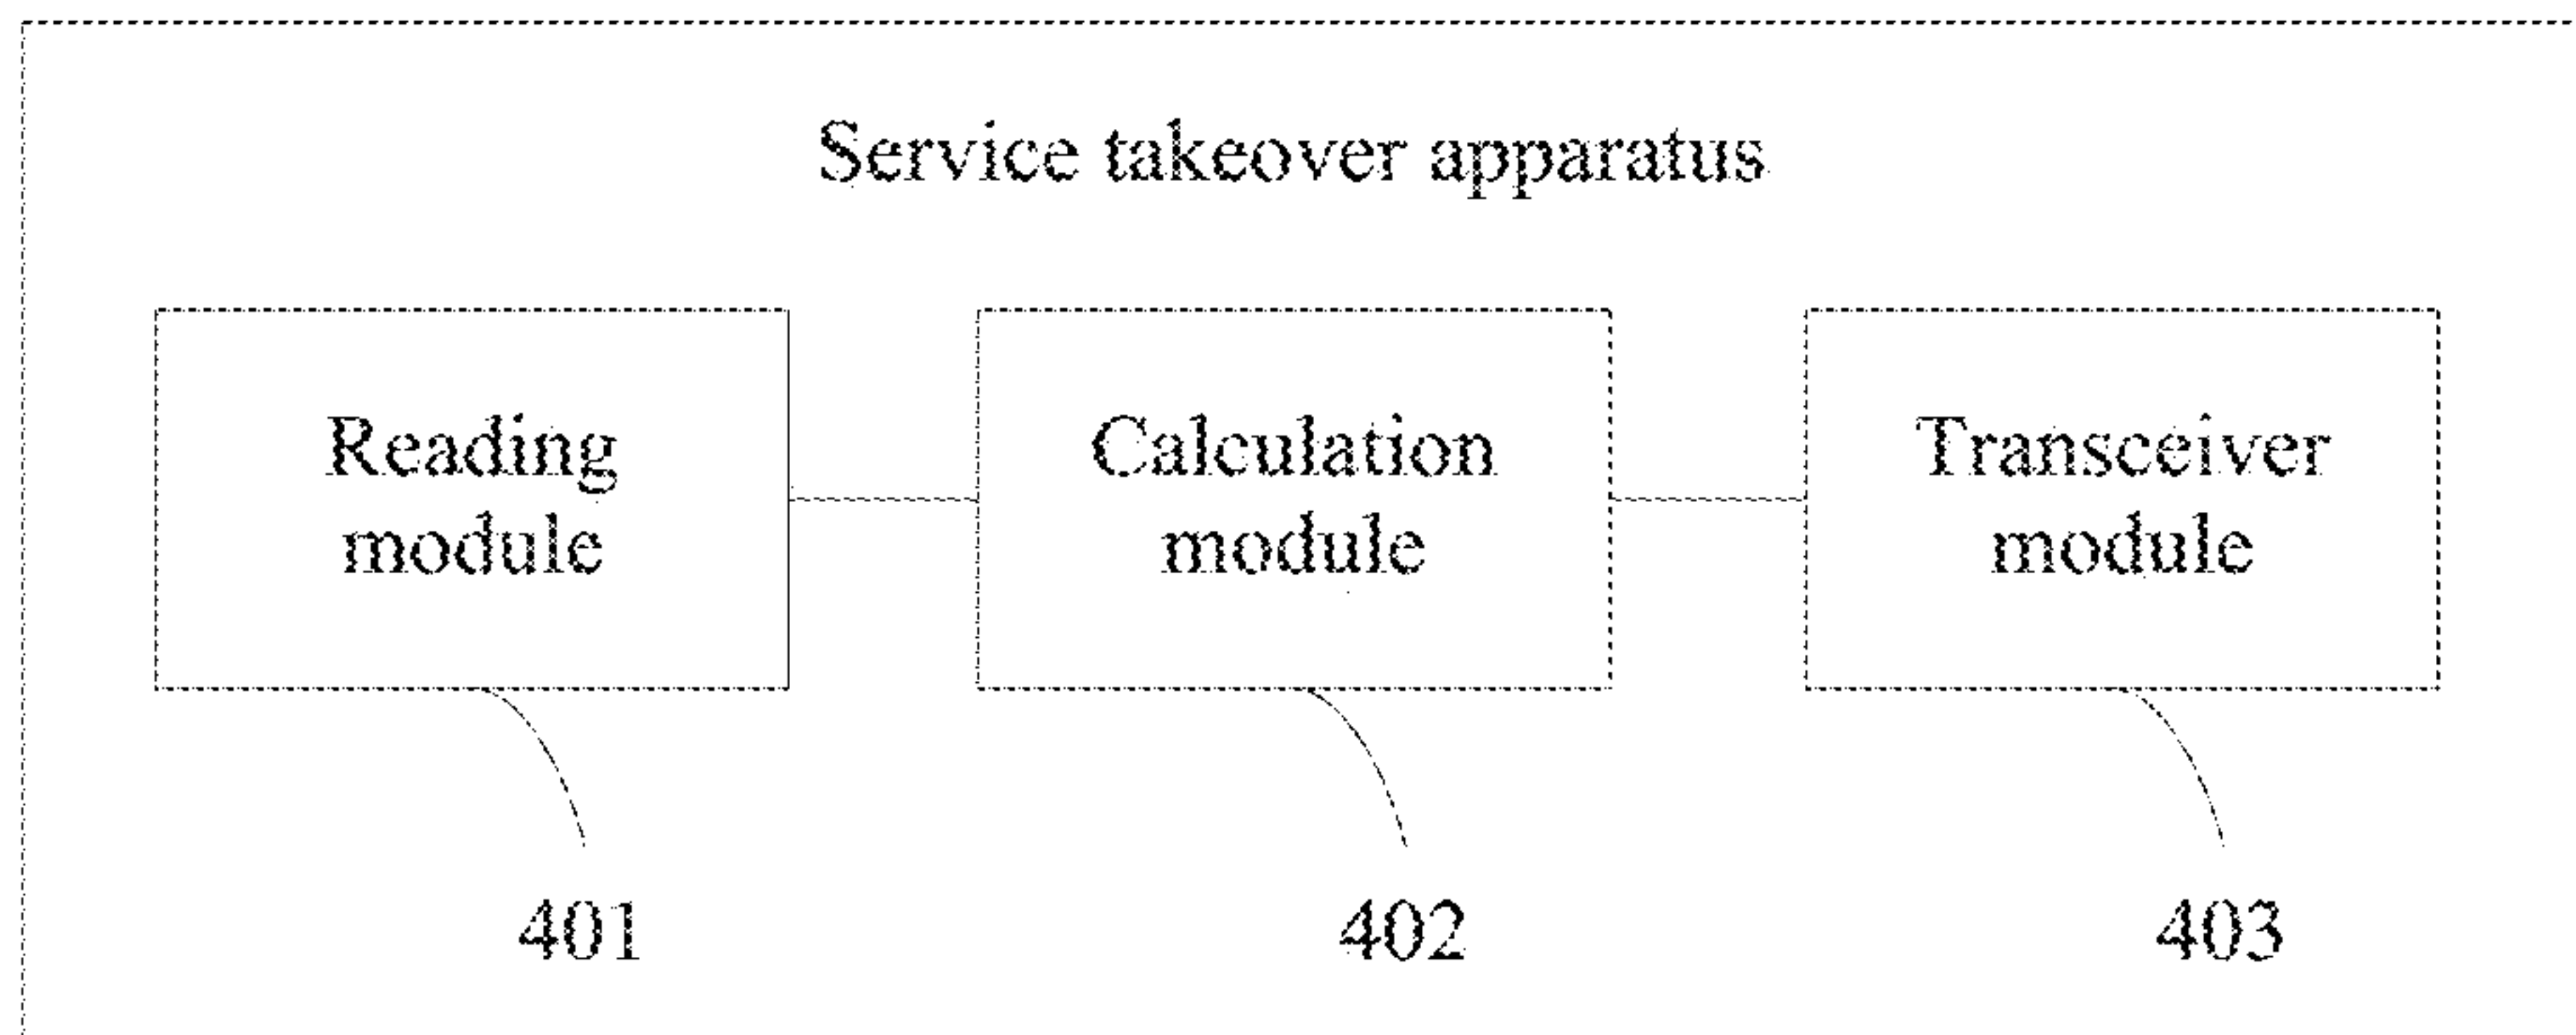 Service takeover apparatus
Reading
module
Calculation
module
Transceiver
module
401
402
403